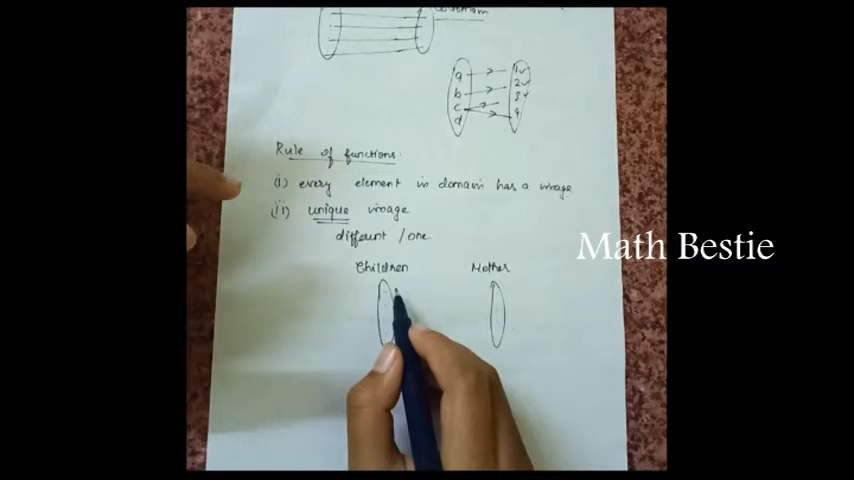 a 1
b 2
c 3
d 4
Rule of functions.
(i) every element in domain has a image
(ii) unique image
different / one
Math Bestie
Children Mother